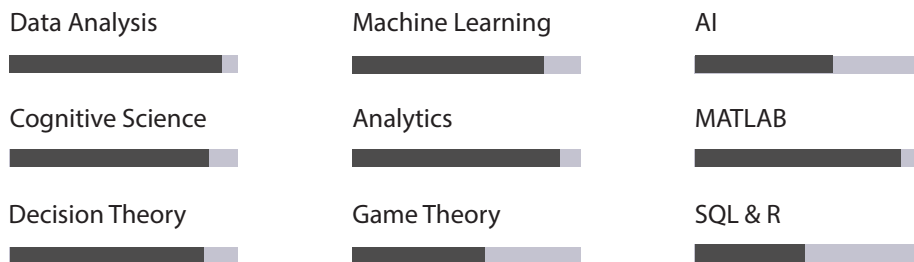 Data Analysis
Machine Learning
AI
Cognitive Science
Analytics
MATLAB
Decision Theory
Game Theory
SQL & R